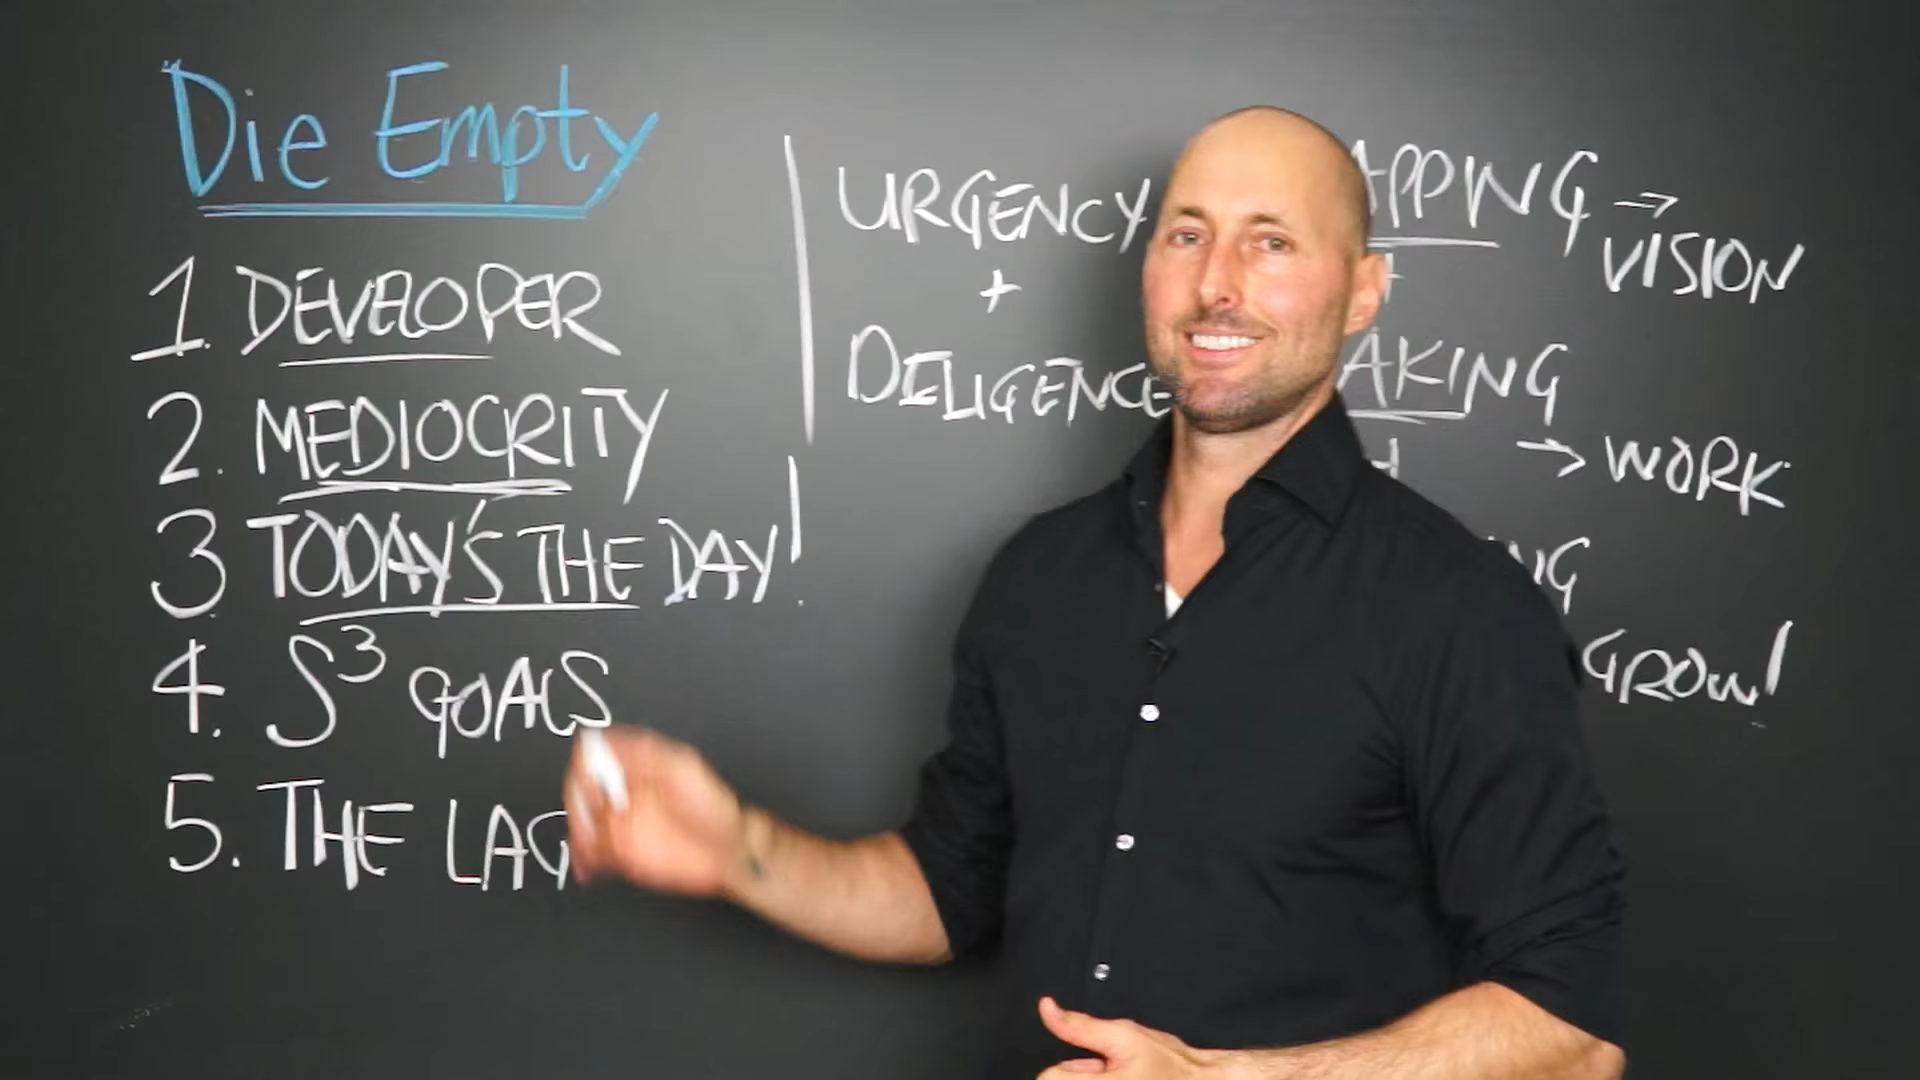 Die Empty
1. DEVELOPER
2. MEDIOCRITY
3. TODAY'S THE DAY!
4. S³ GOALS
5. THE LAG
URGENCY
+
DILIGENCE
→ VISION
→ WORK
GROW!